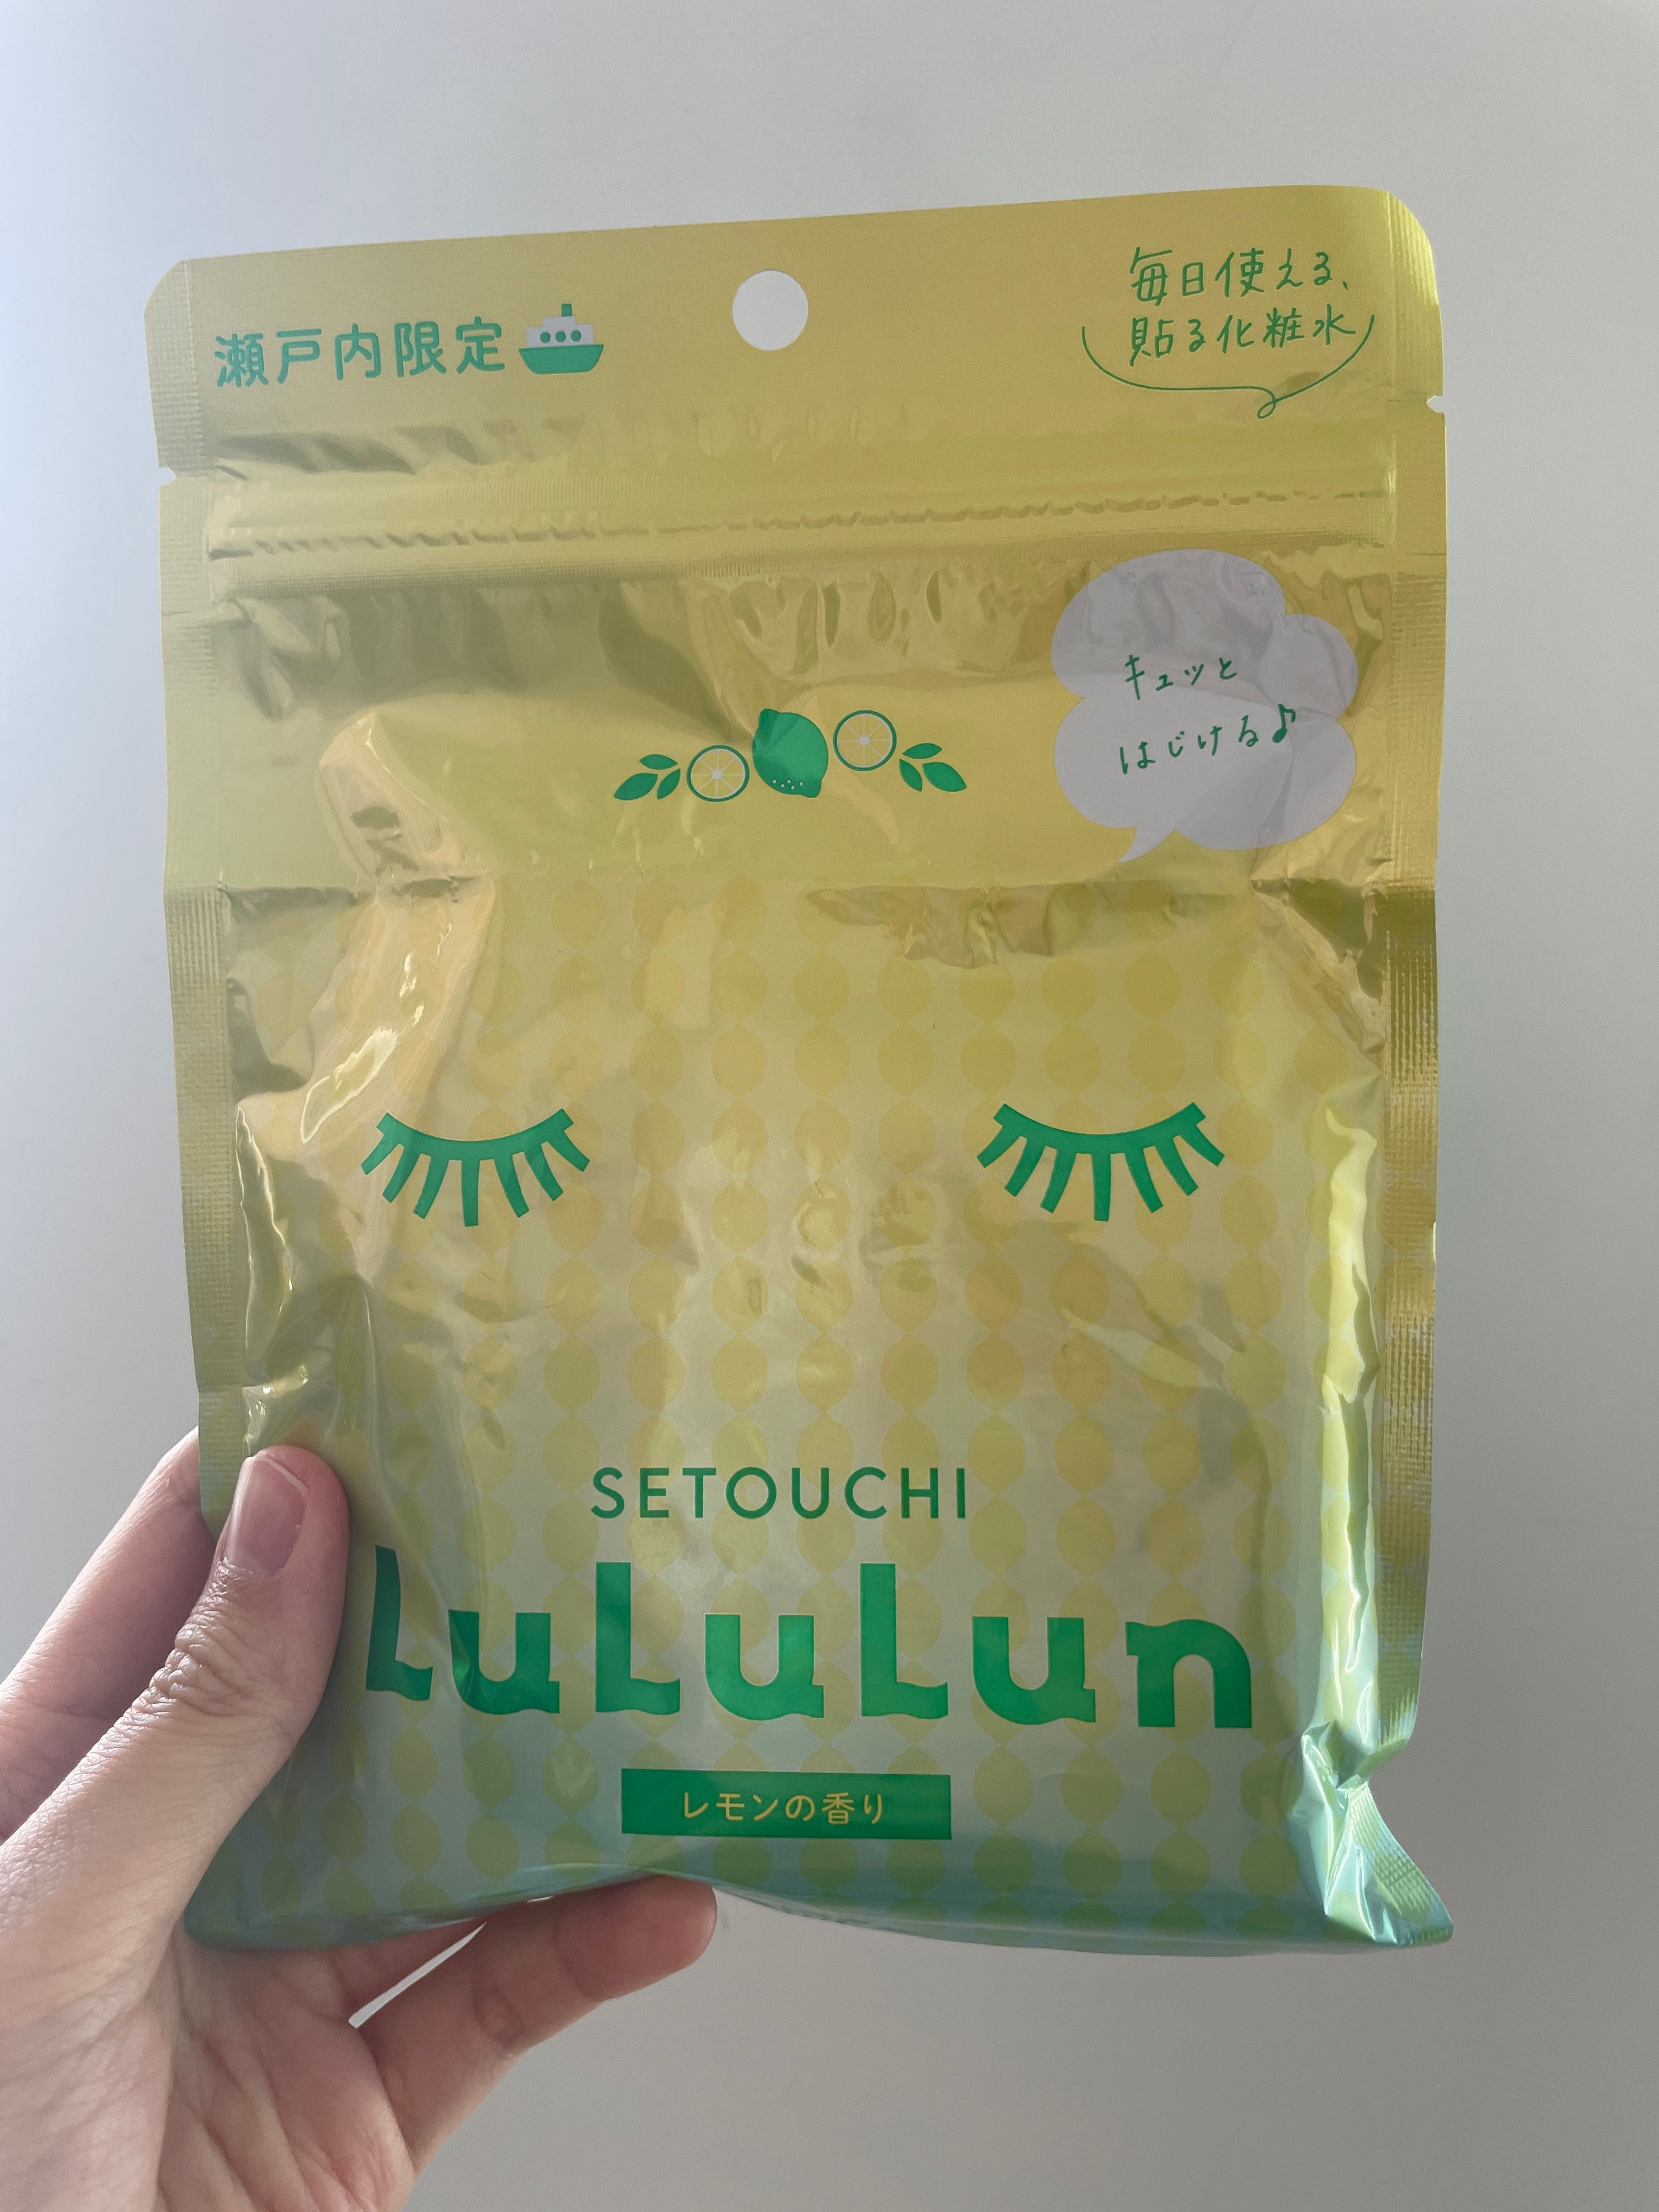 瀬戸内限定
毎日使える、
貼る化粧水
キュッと
はじける♪
SETOUCHI
LuLuLun
レモンの香り